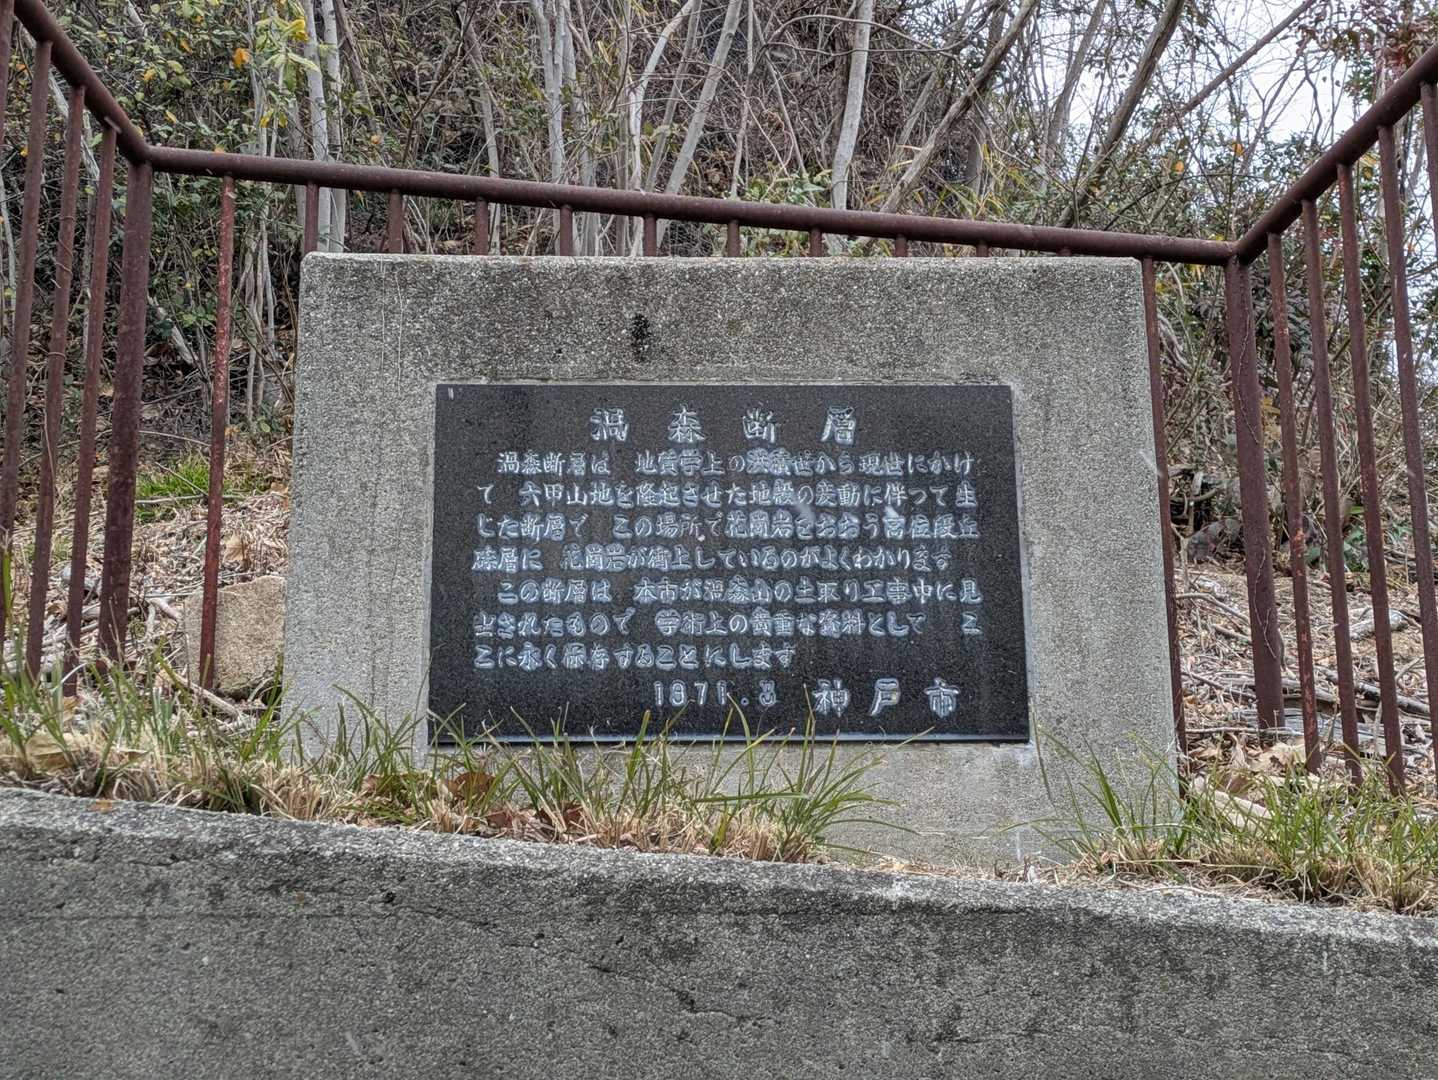 渦森断層
渦森断層は 地質学上の洪積世から現世にかけ
て 六甲山地を隆起させた地殻の変動に伴って生
じた断層で この場所で花崗岩をおおう高位段丘
礫層に 花崗岩が衝上しているのがよくわかります
この断層は 本市が渦森山の土取り工事中に見
出されたもので 学術上の貴重な資料として こ
こに永く保存することにします
1971.3 神戸市